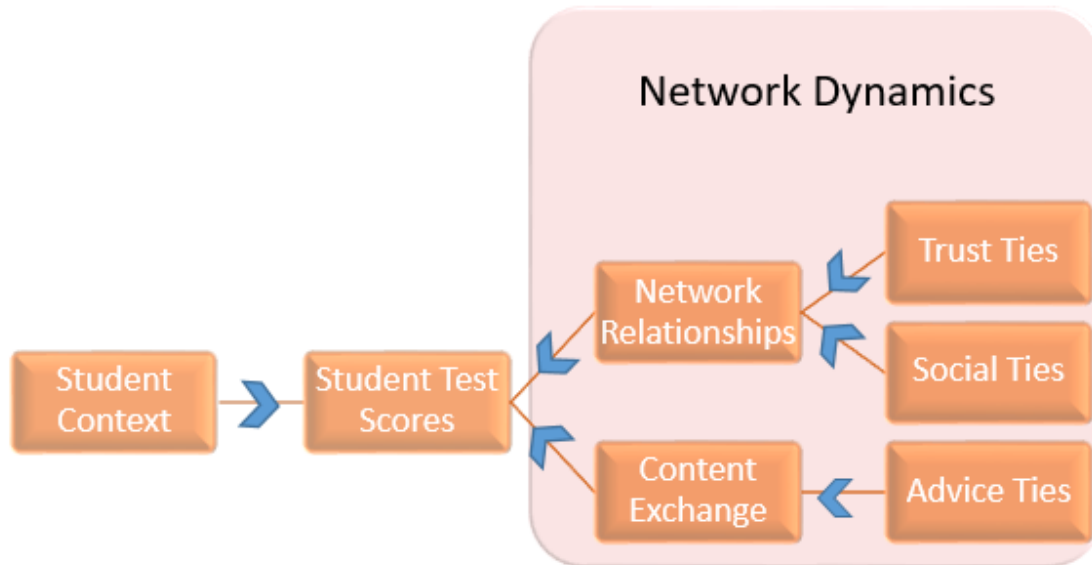 Network Dynamics
Trust Ties
Network
Relationships
Social Ties
Student
Context
Student Test
Scores
Content
Exchange
Advice Ties